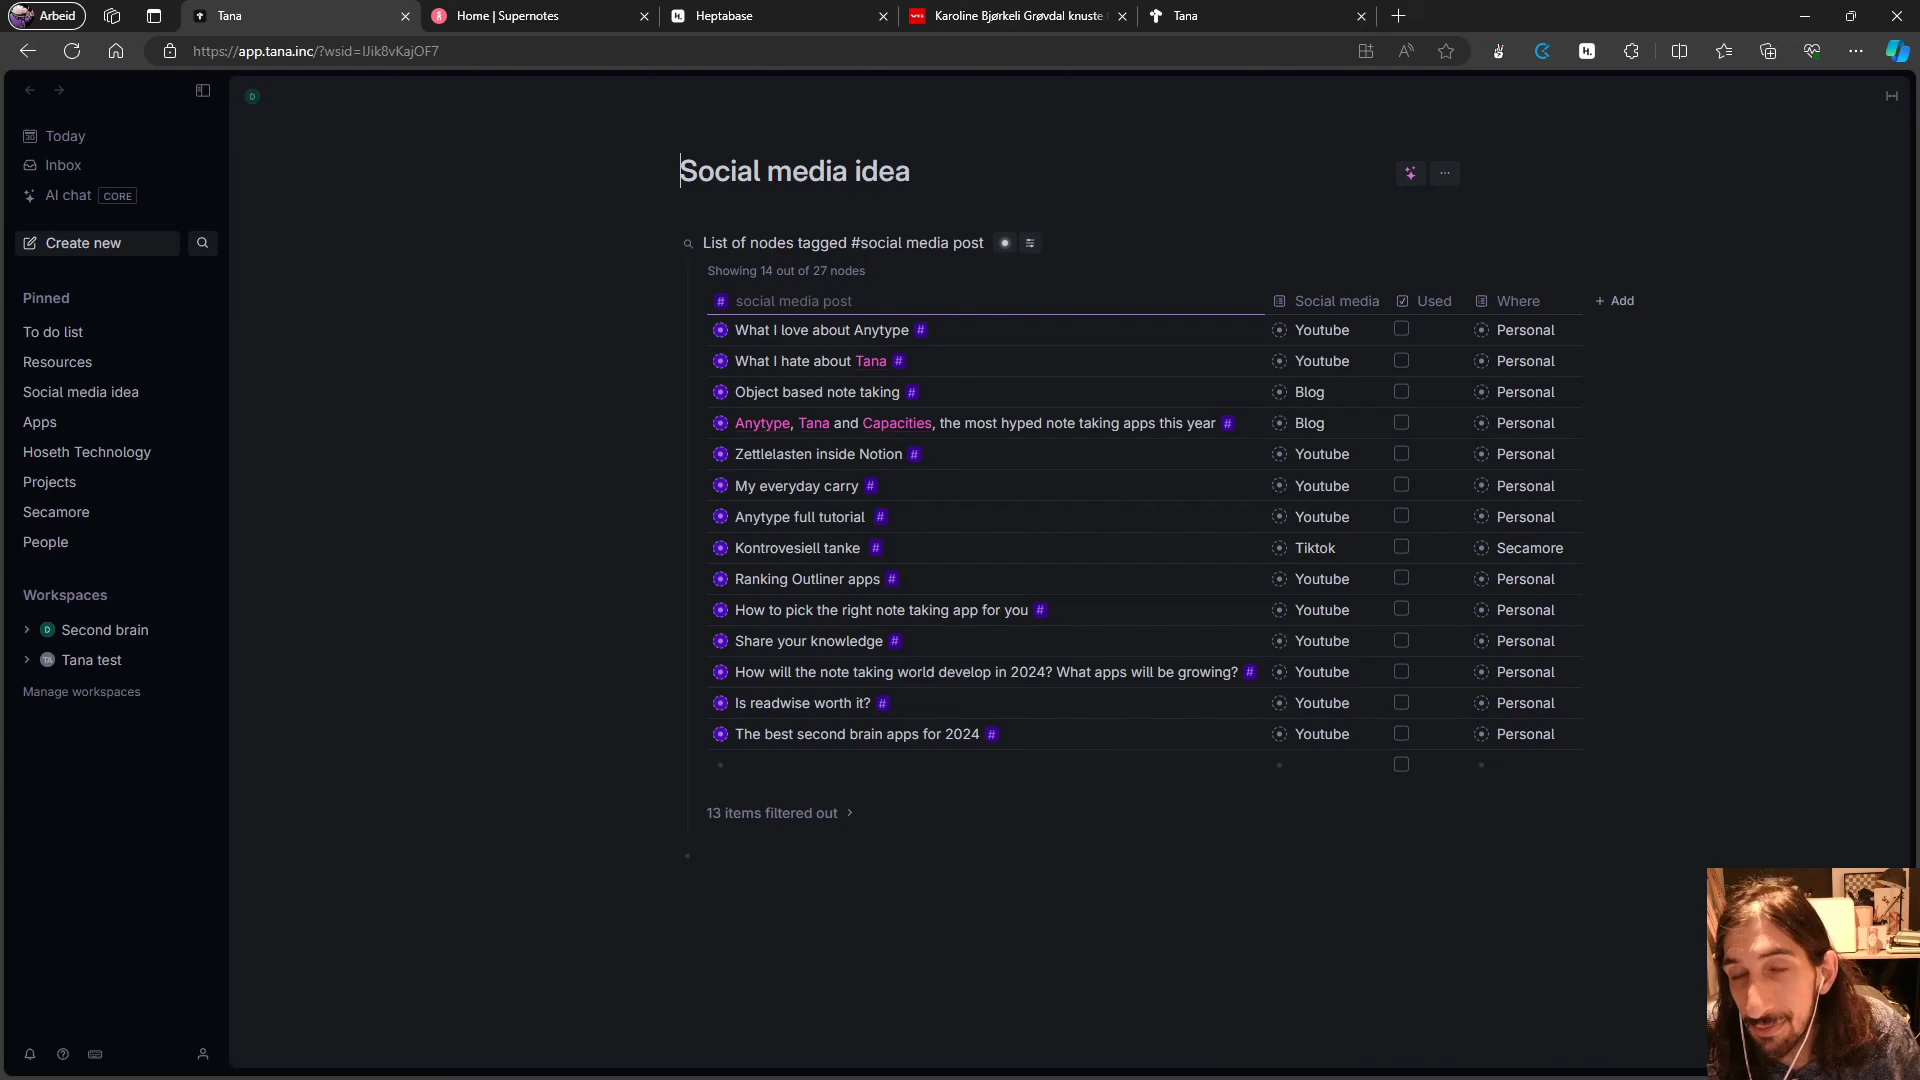 Arbeid
Tana
Home | Supernotes
Heptabase
Karoline Bjørkeli Grøvdal knuste
Tana
https://app.tana.inc/?wsid=lJik8vKajOF7
Today
Inbox
AI chat CORE
Create new
Pinned
To do list
Resources
Social media idea
Apps
Hoseth Technology
Projects
Secamore
People
Workspaces
D Second brain
TA Tana test
Manage workspaces
D
Social media idea
List of nodes tagged #social media post
Showing 14 out of 27 nodes
# social media post Social media Used Where + Add
What I love about Anytype # Youtube Personal
What I hate about Tana # Youtube Personal
Object based note taking # Blog Personal
Anytype, Tana and Capacities, the most hyped note taking apps this year # Blog Personal
Zettlelasten inside Notion # Youtube Personal
My everyday carry # Youtube Personal
Anytype full tutorial # Youtube Personal
Kontrovesiell tanke # Tiktok Secamore
Ranking Outliner apps # Youtube Personal
How to pick the right note taking app for you # Youtube Personal
Share your knowledge # Youtube Personal
How will the note taking world develop in 2024? What apps will be growing? # Youtube Personal
Is readwise worth it? # Youtube Personal
The best second brain apps for 2024 # Youtube Personal
13 items filtered out